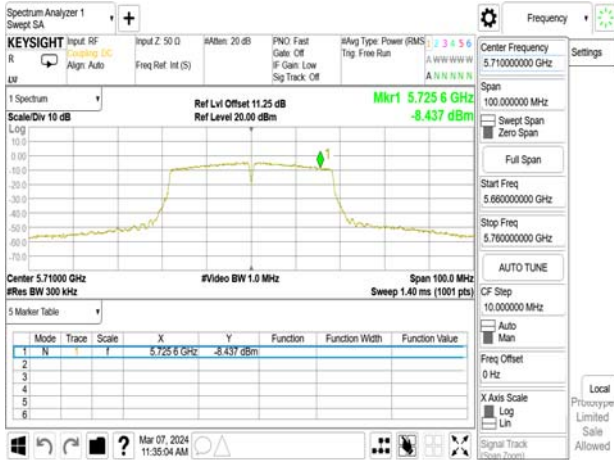 Spectrum Analyzer 1
Swept SA
Frequency
KEYSIGHT
R
Input: RF
Coupling: DC
Align: Auto
Input Z: 50 Ω
Freq Ref: Int (S)
#Atten: 20 dB
PNO: Fast
Gate: Off
IF Gain: Low
Sig Track: Off
#Avg Type: Power (RMS
Trig: Free Run
1 2 3 4 5 6
A W W W W W
A N N N N N
1 Spectrum
Scale/Div 10 dB
Log
Ref Lvl Offset 11.25 dB
Ref Level 20.00 dBm
Mkr1 5.725 6 GHz
-8.437 dBm
10.0
0.00
-10.0
-20.0
-30.0
-40.0
-50.0
-60.0
-70.0
1
Center 5.71000 GHz
#Res BW 300 kHz
#Video BW 1.0 MHz
Span 100.0 MHz
Sweep 1.40 ms (1001 pts)
5 Marker Table
Mode Trace Scale X Y Function Function Width Function Value
1 N 1 f 5.725 6 GHz -8.437 dBm
2
3
4
5
6
Mar 07, 2024
11:35:04 AM
Center Frequency
5.710000000 GHz
Span
100.000000 MHz
Swept Span
Zero Span
Full Span
Start Freq
5.660000000 GHz
Stop Freq
5.760000000 GHz
AUTO TUNE
CF Step
10.000000 MHz
Auto
Man
Freq Offset
0 Hz
X Axis Scale
Log
Lin
Signal Track
(Span Zoom)
Settings
Local
Prototype
Limited
Sale
Allowed